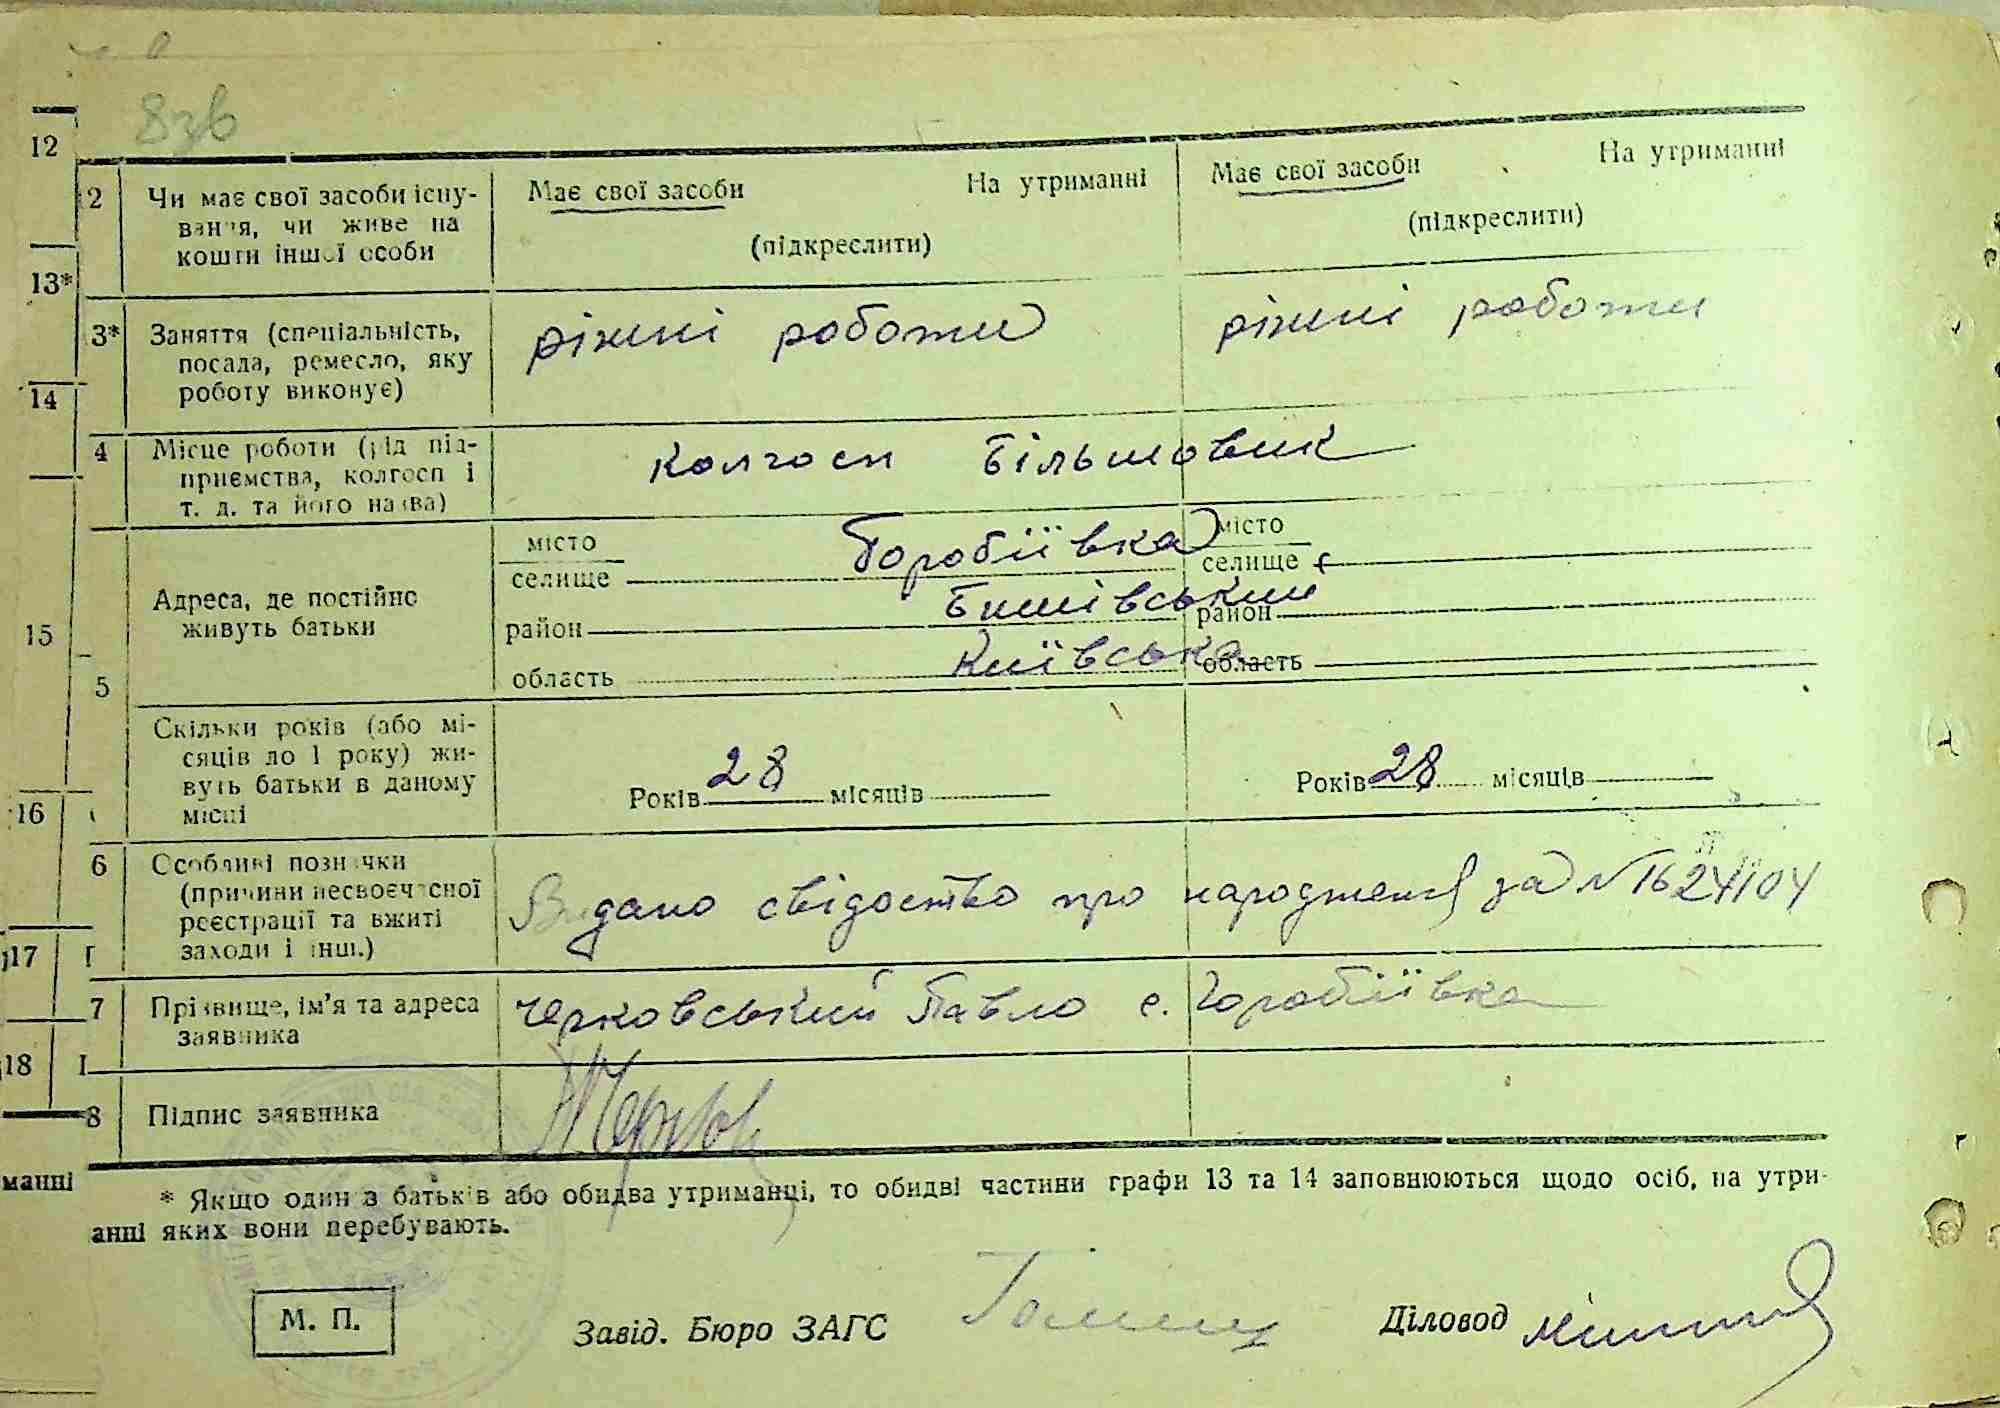 8зв
12
2 Чи має свої засоби існу- Має свої засоби На утриманні Має свої засоби На утриманні
вання, чи живе на (підкреслити) (підкреслити)
кошти іншої особи
13*
3* Заняття (спеціальність, ріжні роботи ріжні роботи
посада, ремесло, яку
роботу виконує)
14
4 Місце роботи (рід під- колгосп Більшовик
приємства, колгосп і
т. д. та його назва)
місто Горобіївка місто
селище селище
Адреса, де постійно Бишівський
живуть батьки район район
15
Київська
область область
5
Скільки років (або мі-
сяців до 1 року) жи-
вуть батьки в даному Років 28 місяців Років 28 місяців
місці
16
6 Особливі позначки
(причини несвоєчасної Видано свідоство про народження за №
реєстрації та вжиті
заходи і інш.)
17 Г
7 Прізвище, ім'я та адреса Черковський Павло с. Горобіївка
заявника
18 І
8 Підпис заявника
манні
* Якщо один з батьків або обидва утриманці, то обидві частини графи 13 та 14 заповнюються щодо осіб, на утри-
анні яких вони перебувають.
М. П. Завід. Бюро ЗАГС Діловод